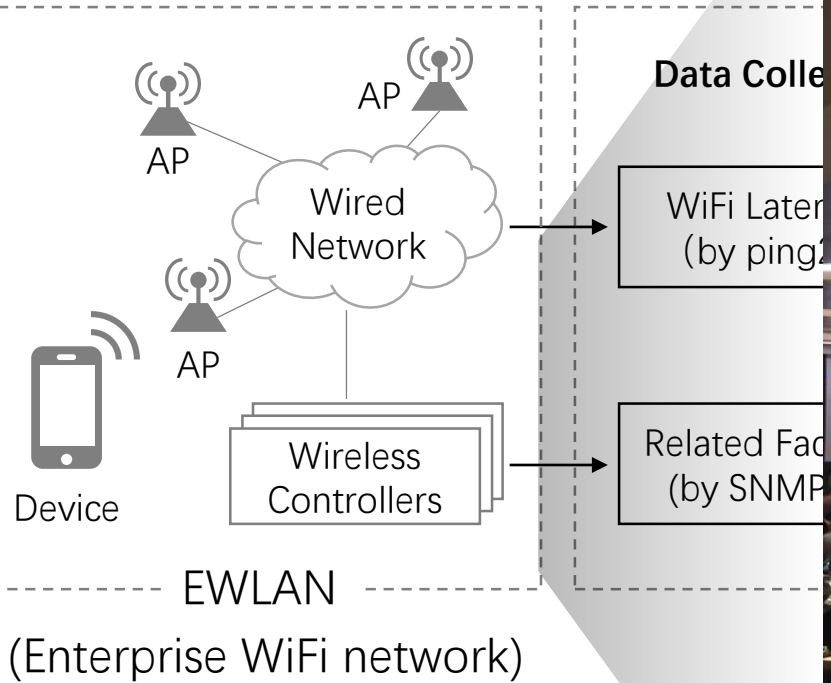 AP
AP
Data Colle
Wired
Network
WiFi Later
(by ping2
AP
Device
Wireless
Controllers
Related Fac
(by SNMP
EWLAN
(Enterprise WiFi network)